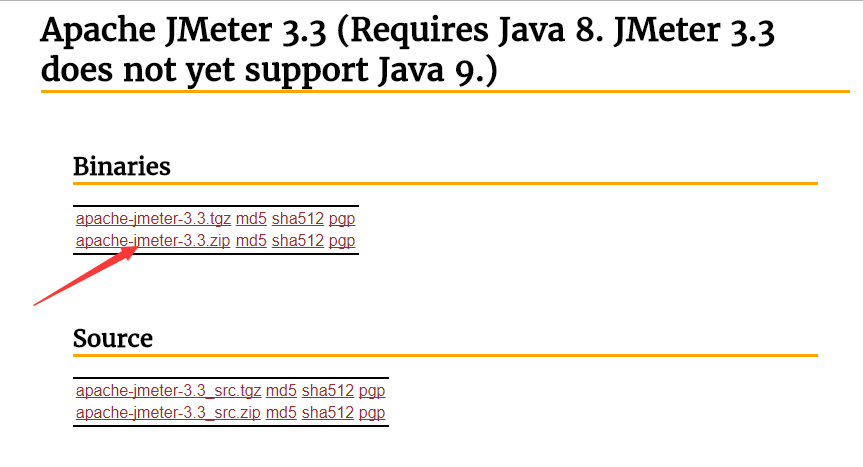 Apache JMeter 3.3 (Requires Java 8. JMeter 3.3
does not yet support Java 9.)
Binaries
apache-jmeter-3.3.tgz md5 sha512 pgp
apache-jmeter-3.3.zip md5 sha512 pgp
Source
apache-jmeter-3.3_src.tgz md5 sha512 pgp
apache-jmeter-3.3_src.zip md5 sha512 pgp